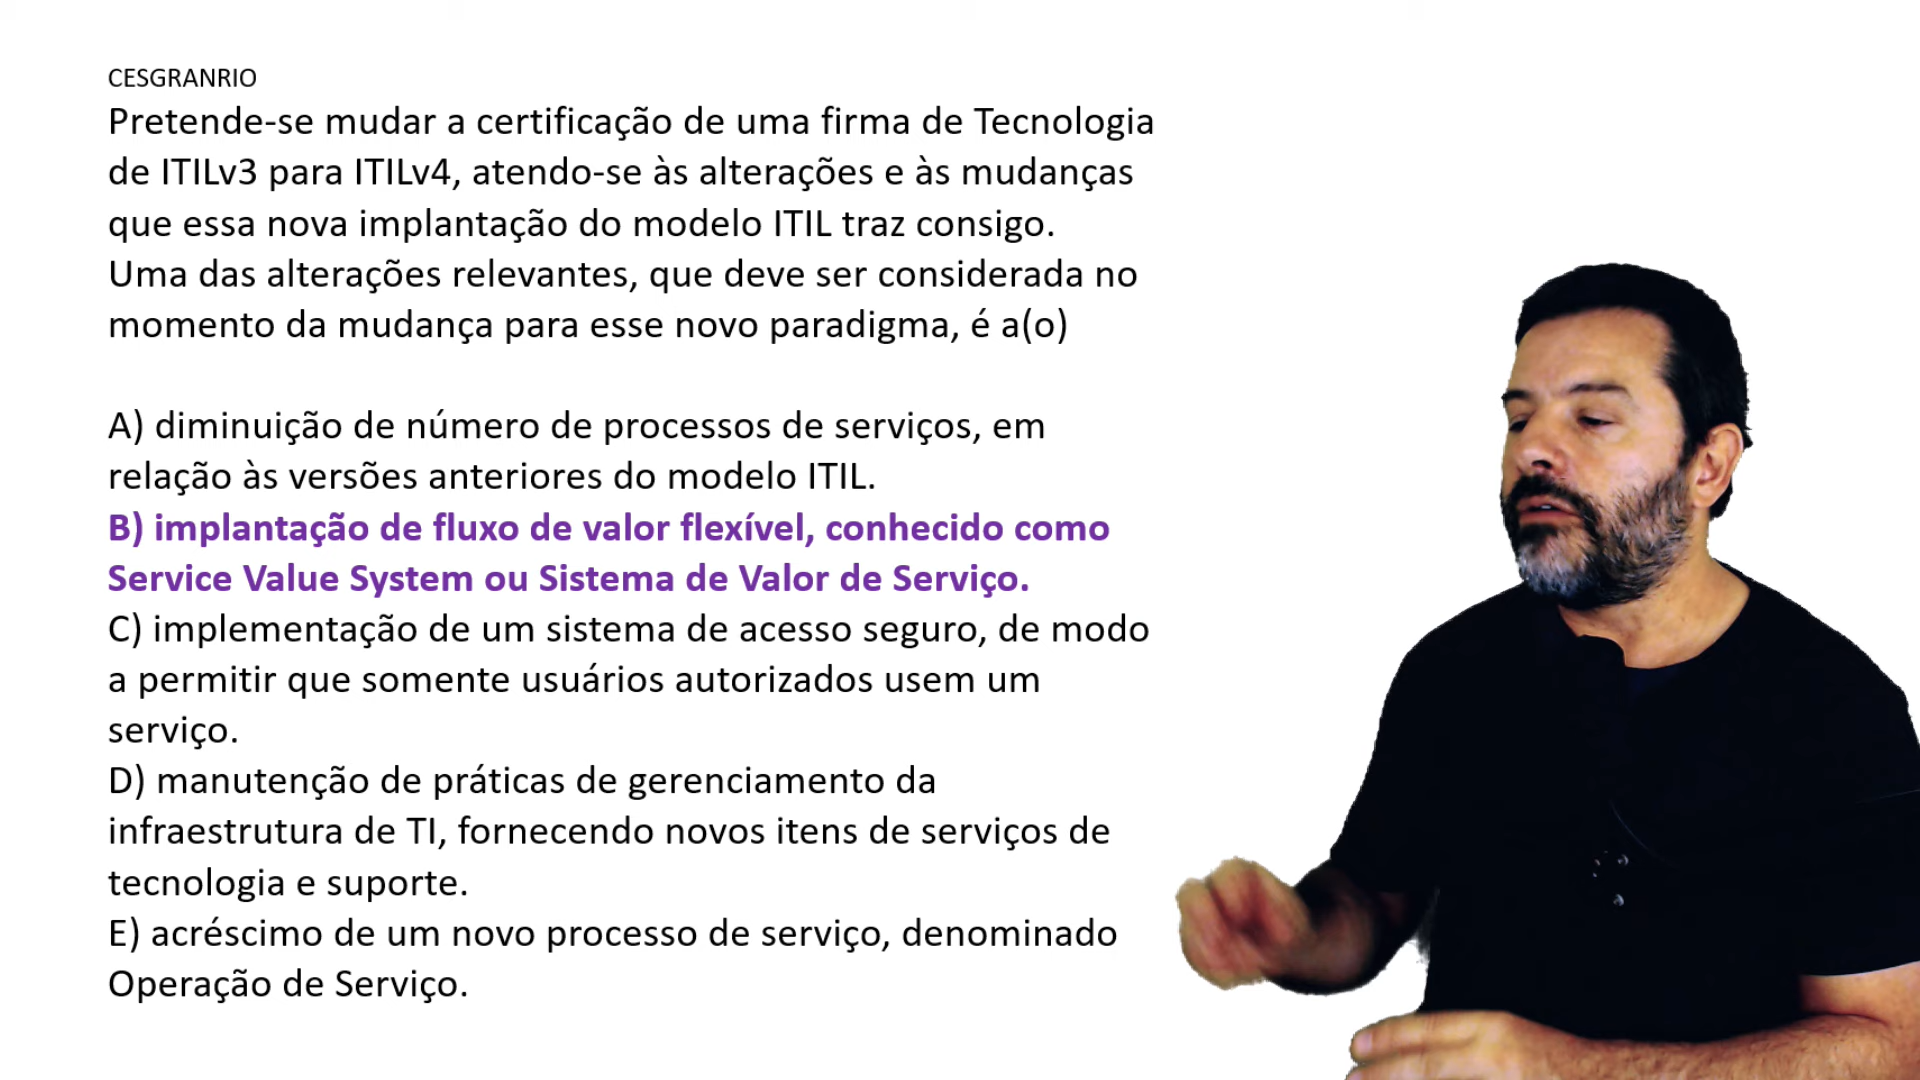 CESGRANRIO
Pretende-se mudar a certificação de uma firma de Tecnologia
de ITILv3 para ITILv4, atendo-se às alterações e às mudanças
que essa nova implantação do modelo ITIL traz consigo.
Uma das alterações relevantes, que deve ser considerada no
momento da mudança para esse novo paradigma, é a(o)
A) diminuição de número de processos de serviços, em
relação às versões anteriores do modelo ITIL.
B) implantação de fluxo de valor flexível, conhecido como
Service Value System ou Sistema de Valor de Serviço.
C) implementação de um sistema de acesso seguro, de modo
a permitir que somente usuários autorizados usem um
serviço.
D) manutenção de práticas de gerenciamento da
infraestrutura de TI, fornecendo novos itens de serviços de
tecnologia e suporte.
E) acréscimo de um novo processo de serviço, denominado
Operação de Serviço.